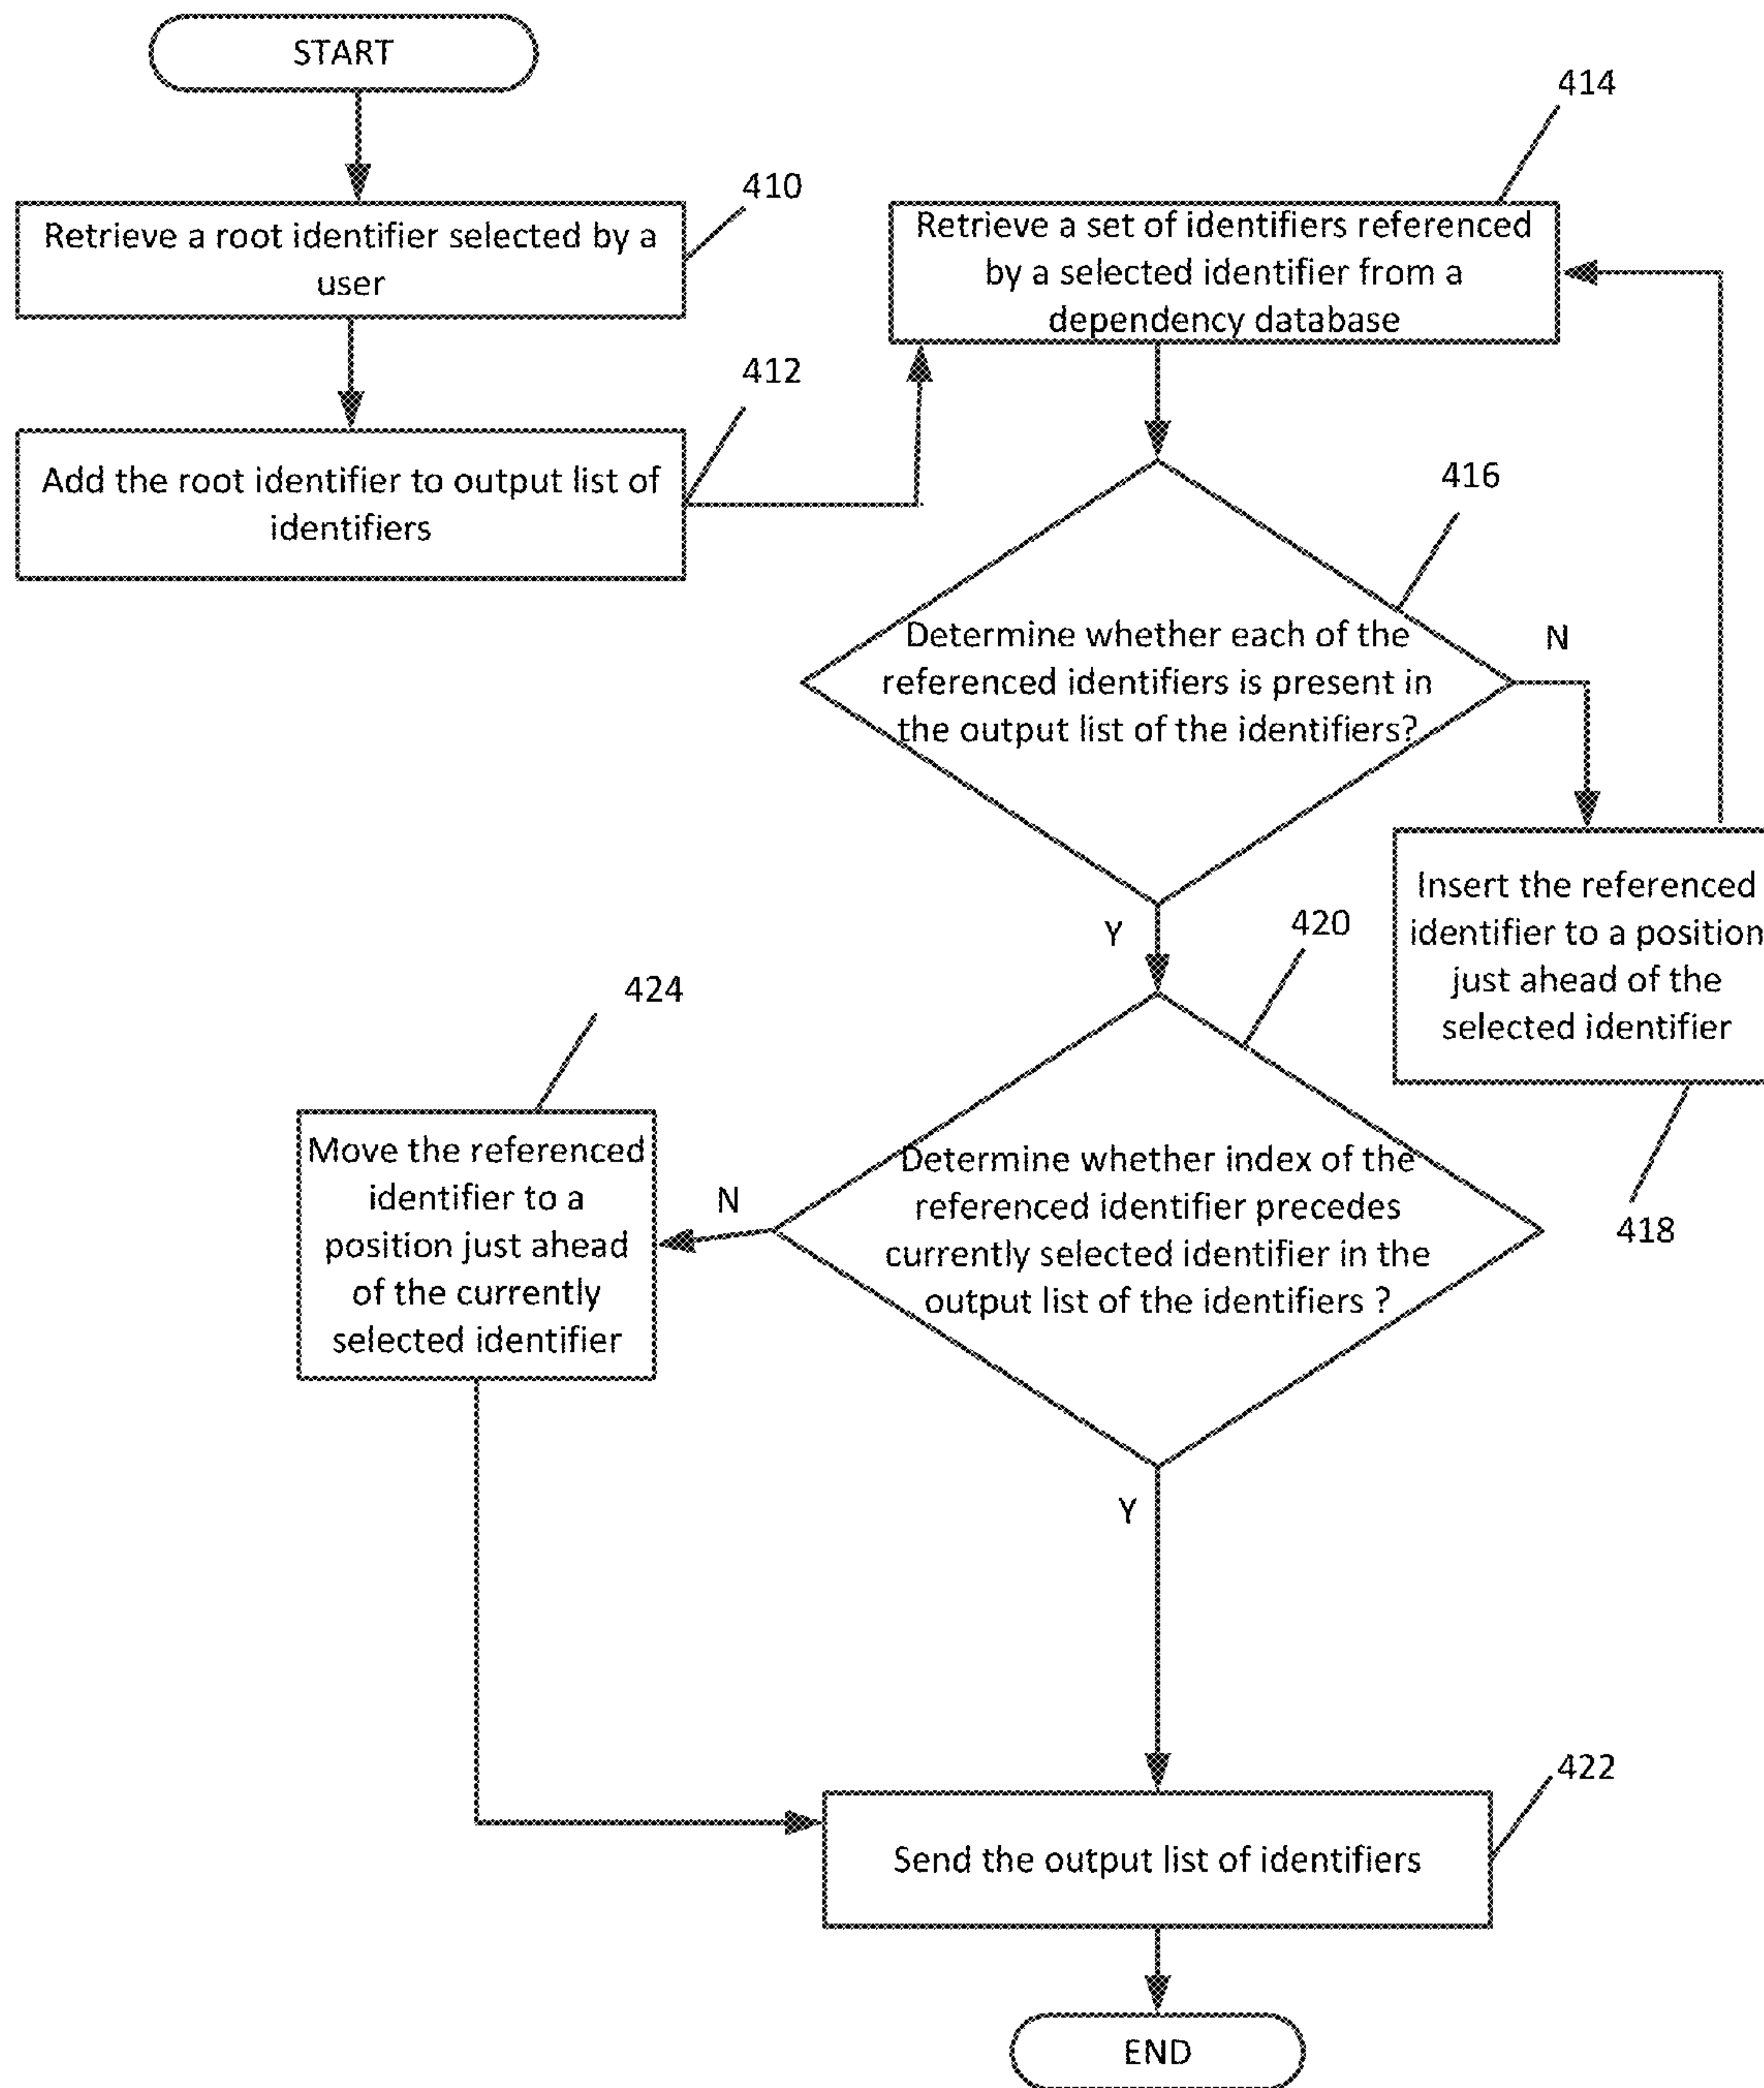 START
410
Retrieve a root identifier selected by a
user
412
Add the root identifier to output list of
identifiers
414
Retrieve a set of identifiers referenced
by a selected identifier from a
dependency database
416
Determine whether each of the
referenced identifiers is present in
the output list of the identifiers?
N
Insert the referenced
identifier to a position
just ahead of the
selected identifier
418
Y
420
Determine whether index of the
referenced identifier precedes
currently selected identifier in the
output list of the identifiers ?
N
424
Move the referenced
identifier to a
position just ahead
of the currently
selected identifier
Y
422
Send the output list of identifiers
END